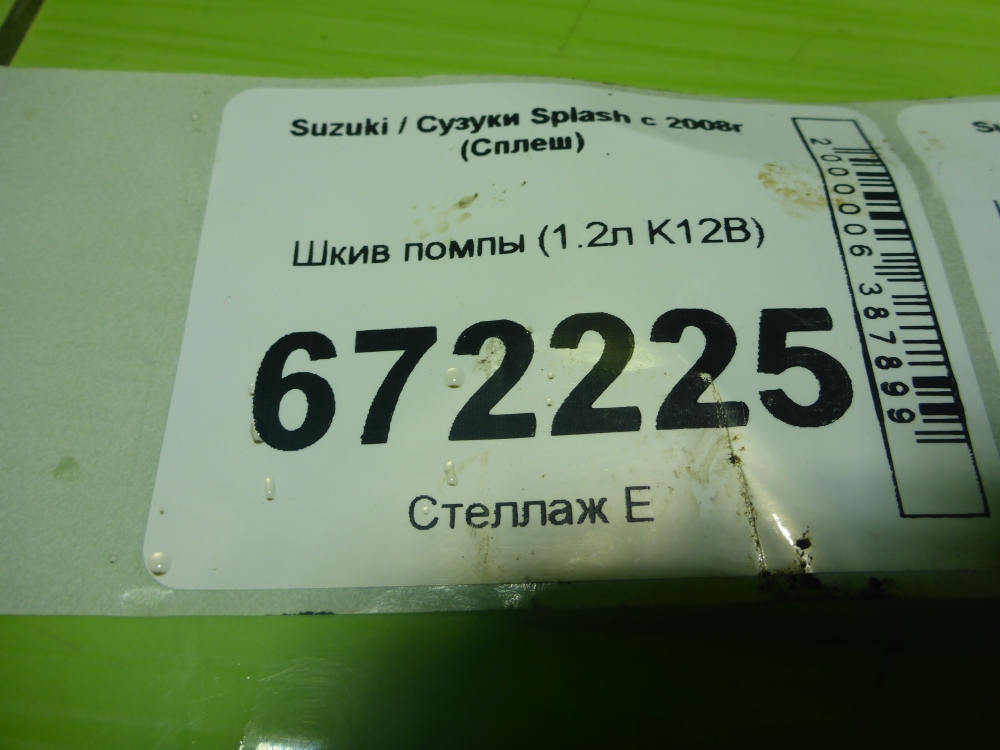 Suzuki / Сузуки Splash с 2008г
(Сплеш)
Шкив помпы (1.2л K12B)
672225
Стеллаж Е
2000006387899